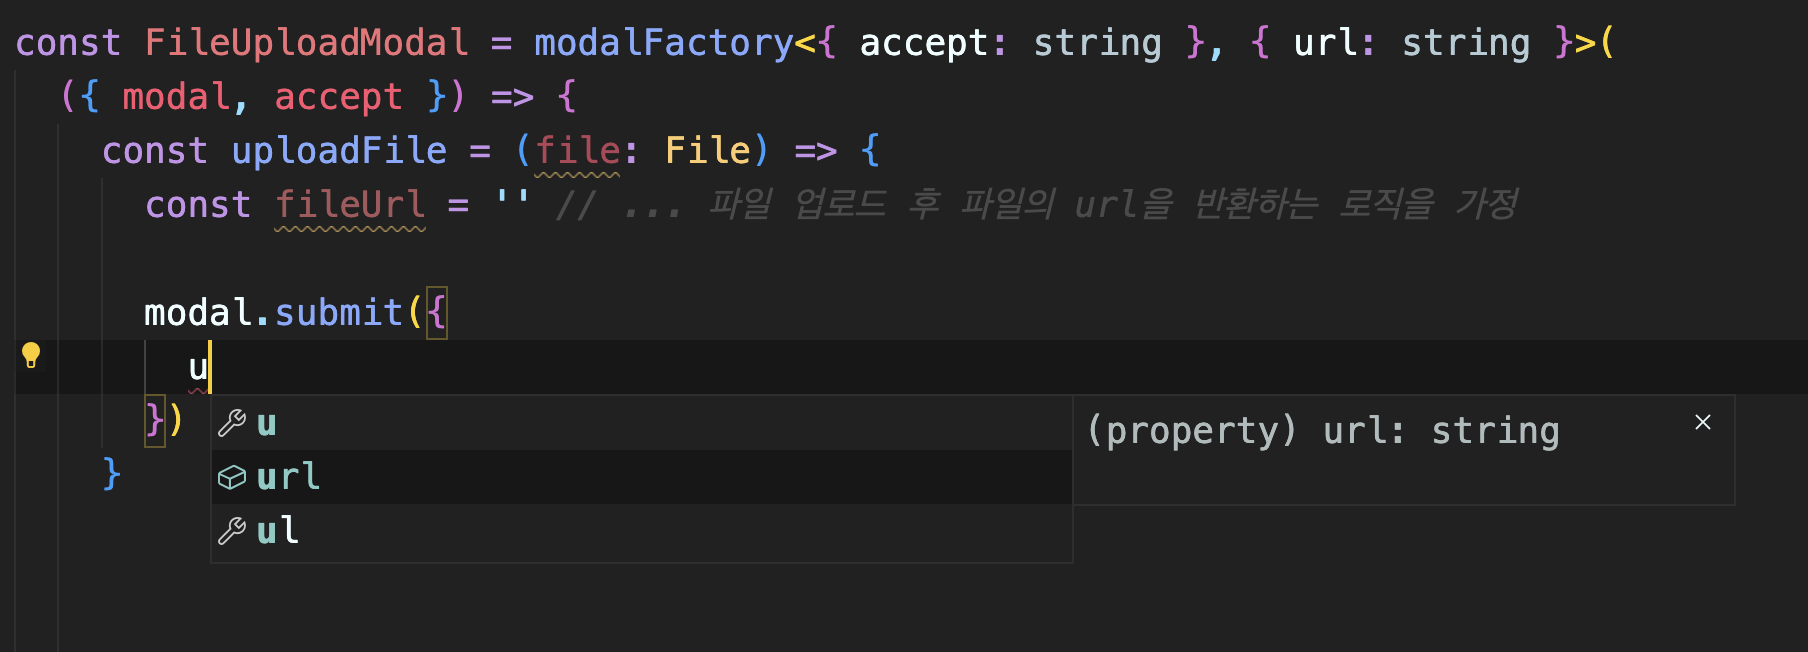 const FileUploadModal = modalFactory<{ accept: string }, { url: string }>(
({ modal, accept }) => {
const uploadFile = (file: File) => {
const fileUrl = '' // ... 파일 업로드 후 파일의 url을 반환하는 로직을 가정
modal.submit({
u
})
}
u
url
ul
(property) url: string